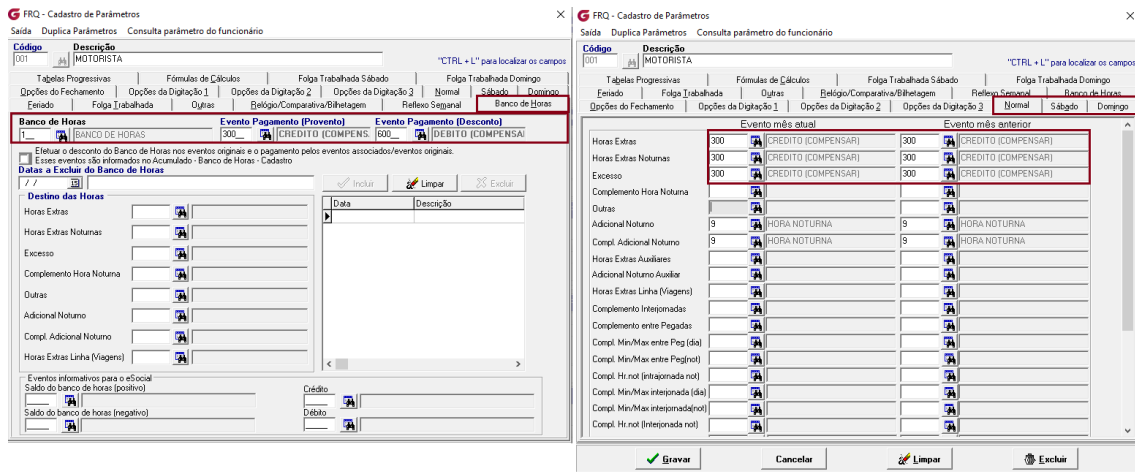 FRQ - Cadastro de Parâmetros
Saída Duplica Parâmetros Consulta parâmetro do funcionário
Código Descrição
001 MOTORISTA
"CTRL + L" para localizar os campos
Tabelas Progressivas Fórmulas de Cálculos Folga Trabalhada Sábado Folga Trabalhada Domingo
Opções do Fechamento Opções da Digitação 1 Opções da Digitação 2 Opções da Digitação 3 Normal Sábado Domingo
Feriado Folga Trabalhada Outras Relógio/Comparativa/Bilhetagem Reflexo Semanal Banco de Horas
Banco de Horas Evento Pagamento (Provento) Evento Pagamento (Desconto)
1__ BANCO DE HORAS 300__ CREDITO (COMPENS. 600__ DEBITO (COMPENSA
Efetuar o desconto do Banco de Horas nos eventos originais e o pagamento pelos eventos associados/eventos originais.
Esses eventos são informados no Acumulado - Banco de Horas - Cadastro
Datas a Excluir do Banco de Horas
/ / Incluir Limpar Excluir
Destino das Horas
Data Descrição
Horas Extras
Horas Extras Noturnas
Excesso
Complemento Hora Noturna
Outras
Adicional Noturno
Compl. Adicional Noturno
Horas Extras Linha (Viagens)
Eventos informativos para o eSocial
Saldo do banco de horas (positivo) Crédito
Saldo do banco de horas (negativo) Débito
FRQ - Cadastro de Parâmetros
Saída Duplica Parâmetros Consulta parâmetro do funcionário
Código Descrição
001 MOTORISTA
"CTRL + L" para localizar os campos
Tabelas Progressivas Fórmulas de Cálculos Folga Trabalhada Sábado Folga Trabalhada Domingo
Feriado Folga Trabalhada Outras Relógio/Comparativa/Bilhetagem Reflexo Semanal Banco de Horas
Opções do Fechamento Opções da Digitação 1 Opções da Digitação 2 Opções da Digitação 3 Normal Sábado Domingo
Evento mês atual Evento mês anterior
Horas Extras 300 CREDITO (COMPENSAR) 300 CREDITO (COMPENSAR)
Horas Extras Noturnas 300 CREDITO (COMPENSAR) 300 CREDITO (COMPENSAR)
Excesso 300 CREDITO (COMPENSAR) 300 CREDITO (COMPENSAR)
Complemento Hora Noturna
Outras
Adicional Noturno 9 HORA NOTURNA 9 HORA NOTURNA
Compl. Adicional Noturno 9 HORA NOTURNA 9 HORA NOTURNA
Horas Extras Auxiliares
Adicional Noturno Auxiliar
Horas Extras Linha (Viagens)
Complemento Interjornadas
Complemento entre Pegadas
Compl. Min/Max entre Peg (dia)
Compl. Min/Max entre Peg(not)
Compl. Hr.not (intrajornada not)
Compl. Min/Max interjonada (dia)
Compl. Min/Max interjornada(not)
Compl. Hr.not (Interjonada not)
Gravar Cancelar Limpar Excluir